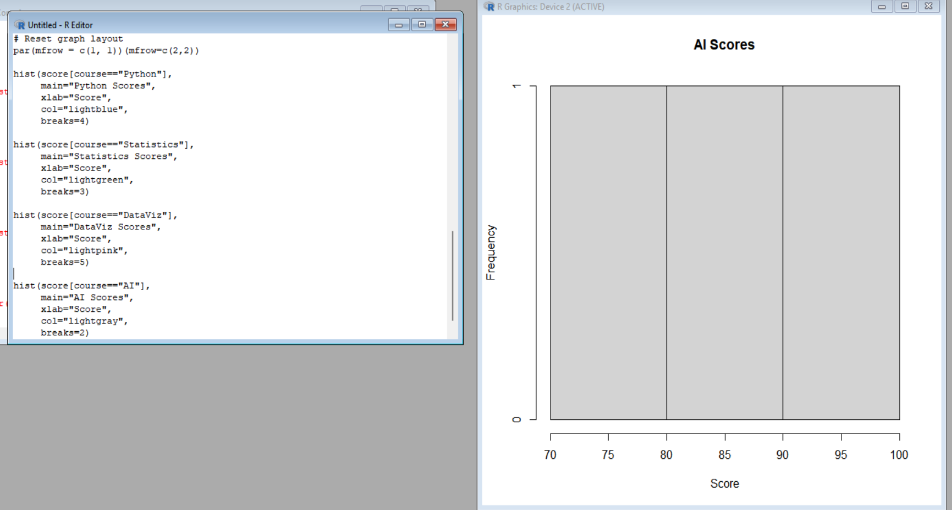 Untitled - R Editor
# Reset graph layout
par(mfrow = c(1, 1))(mfrow=c(2,2))
hist(score[course=="Python"],
main="Python Scores",
xlab="Score",
col="lightblue",
breaks=4)
hist(score[course=="Statistics"],
main="Statistics Scores",
xlab="Score",
col="lightgreen",
breaks=3)
hist(score[course=="DataViz"],
main="DataViz Scores",
xlab="Score",
col="lightpink",
breaks=5)
hist(score[course=="AI"],
main="AI Scores",
xlab="Score",
col="lightgray",
breaks=2)
st
st
st
R Graphics: Device 2 (ACTIVE)
AI Scores
Frequency
1
0
70 75 80 85 90 95 100
Score